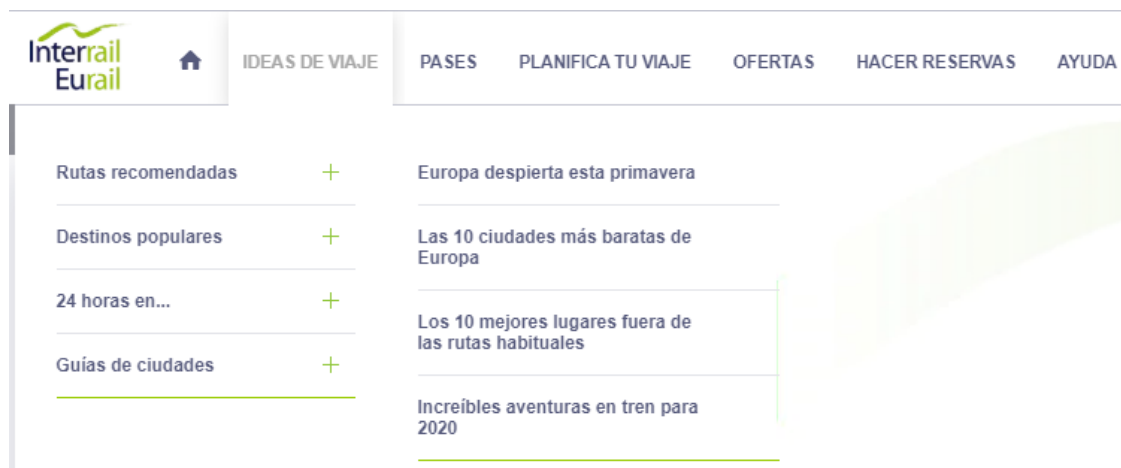 Interrail
Eurail
IDEAS DE VIAJE
PASES
PLANIFICA TU VIAJE
OFERTAS
HACER RESERVAS
AYUDA
Rutas recomendadas
Destinos populares
24 horas en...
Guías de ciudades
Europa despierta esta primavera
Las 10 ciudades más baratas de
Europa
Los 10 mejores lugares fuera de
las rutas habituales
Increíbles aventuras en tren para
2020